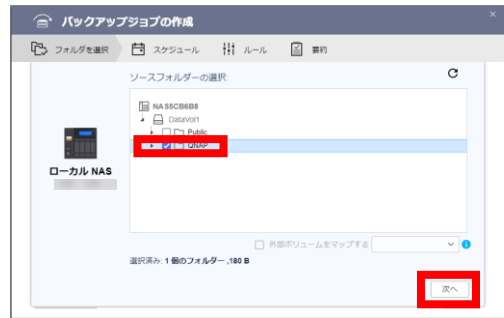 バックアップジョブの作成
フォルダを選択 スケジュール ルール 要約
ソースフォルダーの選択:
NAS5CB6B8
DataVol1
Public
QNAP
ローカル NAS
外部ボリュームをマップする
選択済み: 1 個のフォルダー ,180 B
次へ